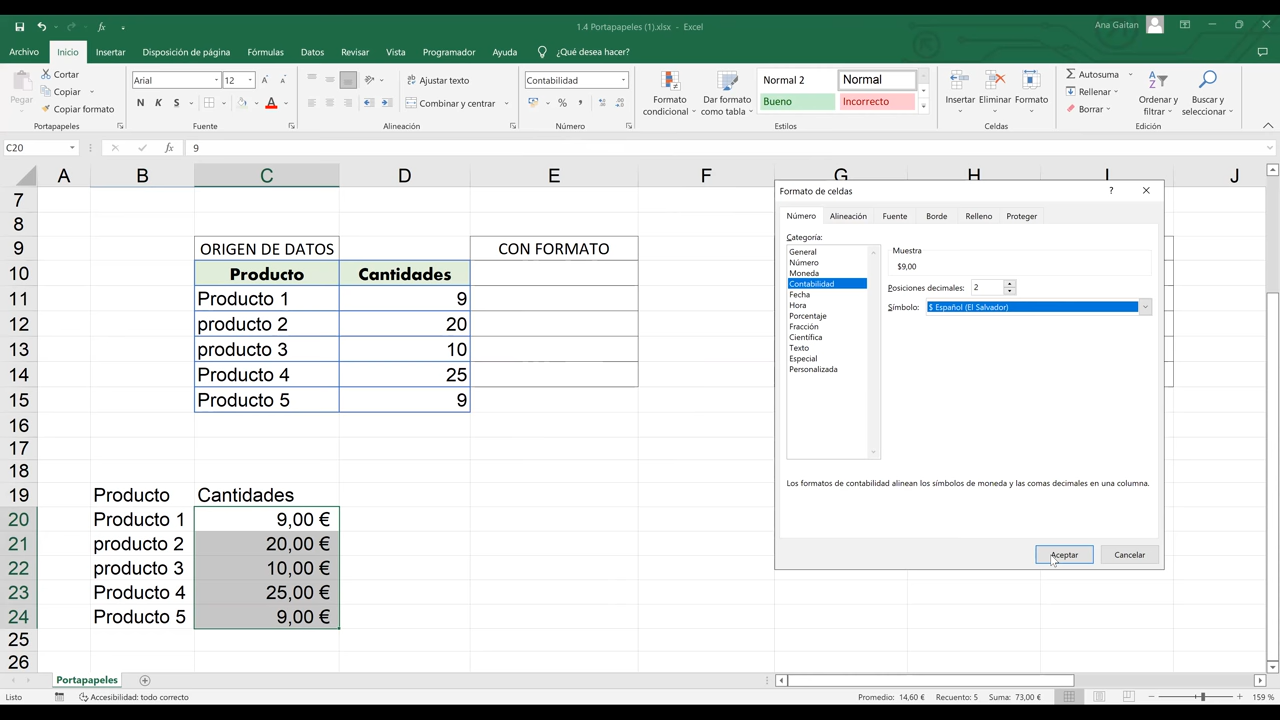 1.4 Portapapeles (1).xlsx - Excel
Ana Gaitan
Archivo Inicio Insertar Disposición de página Fórmulas Datos Revisar Vista Programador Ayuda ¿Qué desea hacer?
Pegar
Cortar
Copiar
Copiar formato
Portapapeles
Arial 12
N K S
Fuente
Ajustar texto
Combinar y centrar
Alineación
Contabilidad
Número
Formato condicional
Dar formato como tabla
Normal 2 Normal
Bueno Incorrecto
Estilos
Insertar Eliminar Formato
Celdas
Autosuma
Rellenar
Borrar
Ordenar y filtrar
Buscar y seleccionar
Edición
C20 fx 9
A B C D E F G H I J
7
8
9 ORIGEN DE DATOS CON FORMATO
10 Producto Cantidades
11 Producto 1 9
12 producto 2 20
13 producto 3 10
14 Producto 4 25
15 Producto 5 9
16
17
18
19 Producto Cantidades
20 Producto 1 9,00 €
21 producto 2 20,00 €
22 producto 3 10,00 €
23 Producto 4 25,00 €
24 Producto 5 9,00 €
25
26
Formato de celdas
Número Alineación Fuente Borde Relleno Proteger
Categoría:
General
Número
Moneda
Contabilidad
Fecha
Hora
Porcentaje
Fracción
Científica
Texto
Especial
Personalizada
Muestra
$9,00
Posiciones decimales: 2
Símbolo: $ Español (El Salvador)
Los formatos de contabilidad alinean los símbolos de moneda y las comas decimales en una columna.
Aceptar Cancelar
Portapapeles
Listo Accesibilidad: todo correcto Promedio: 14,60 € Recuento: 5 Suma: 73,00 € 159 %